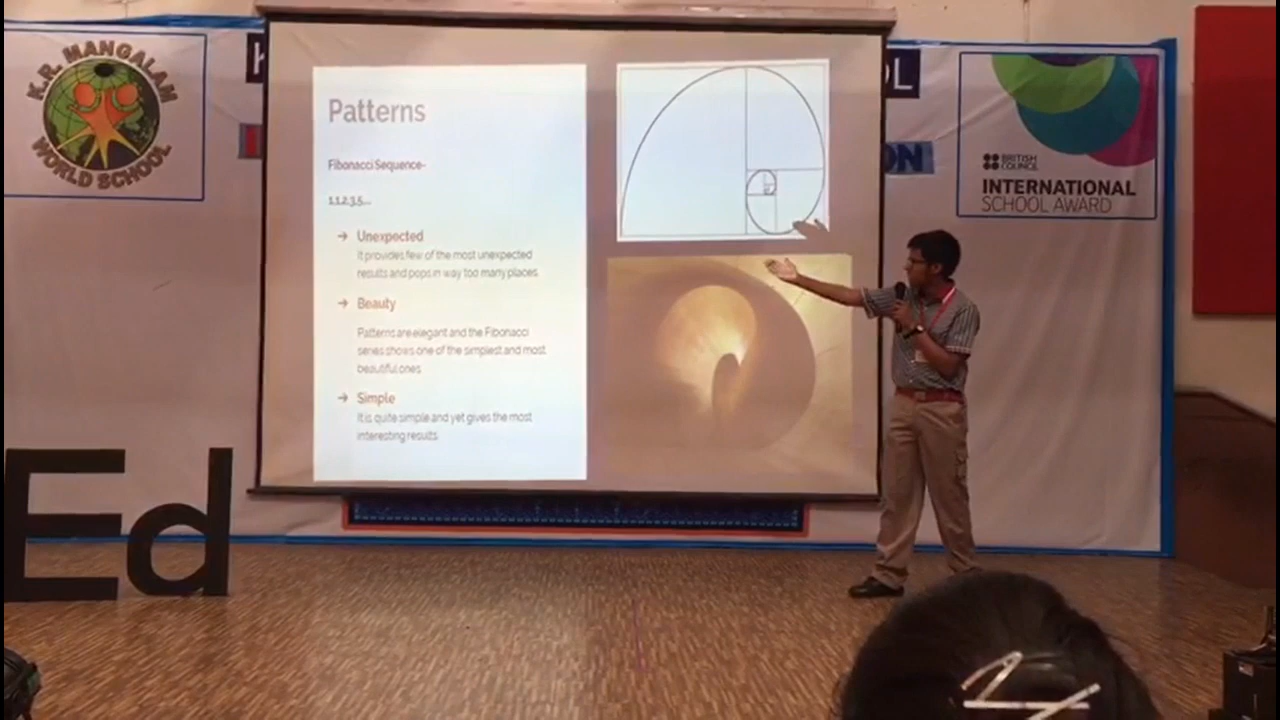 K.R. MANGALAM
WORLD SCHOOL
Patterns
Fibonacci Sequence-
1,1,2,3,5,...
→ Unexpected
It provides few of the most unexpected
results and pops in way too many places.
→ Beauty
Patterns are elegant and the Fibonacci
series shows one of the simplest and most
beautiful ones.
→ Simple
It is quite simple and yet gives the most
interesting results.
BRITISH
COUNCIL
INTERNATIONAL
SCHOOL AWARD
Ed